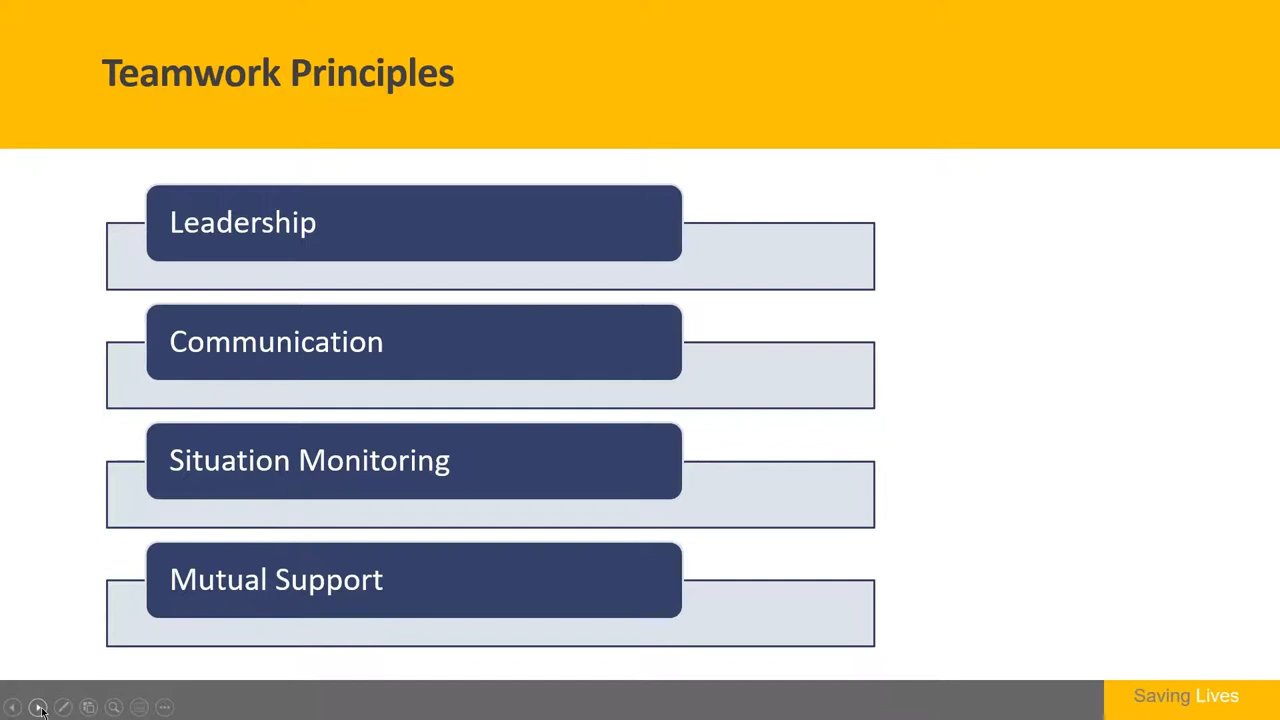 Teamwork Principles
Leadership
Communication
Situation Monitoring
Mutual Support
Saving Lives